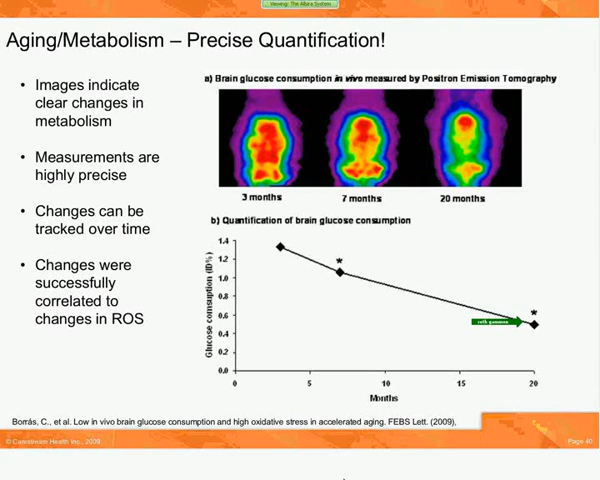 Viewing: The Albira System
Aging/Metabolism – Precise Quantification!
• Images indicate
clear changes in
metabolism
• Measurements are
highly precise
• Changes can be
tracked over time
• Changes were
successfully
correlated to
changes in ROS
a) Brain glucose consumption in vivo measured by Positron Emission Tomography
3 months
7 months
20 months
b) Quantification of brain glucose consumption
Glucose consuption (ID%)
1.4
1.2
1.0
0.8
0.6
0.4
0.2
0.0
*
*
0
5
10
15
20
Months
Borrás, C., et al. Low in vivo brain glucose consumption and high oxidative stress in accelerated aging. FEBS Lett. (2009),
© Carestream Health Inc., 2009
Page 40